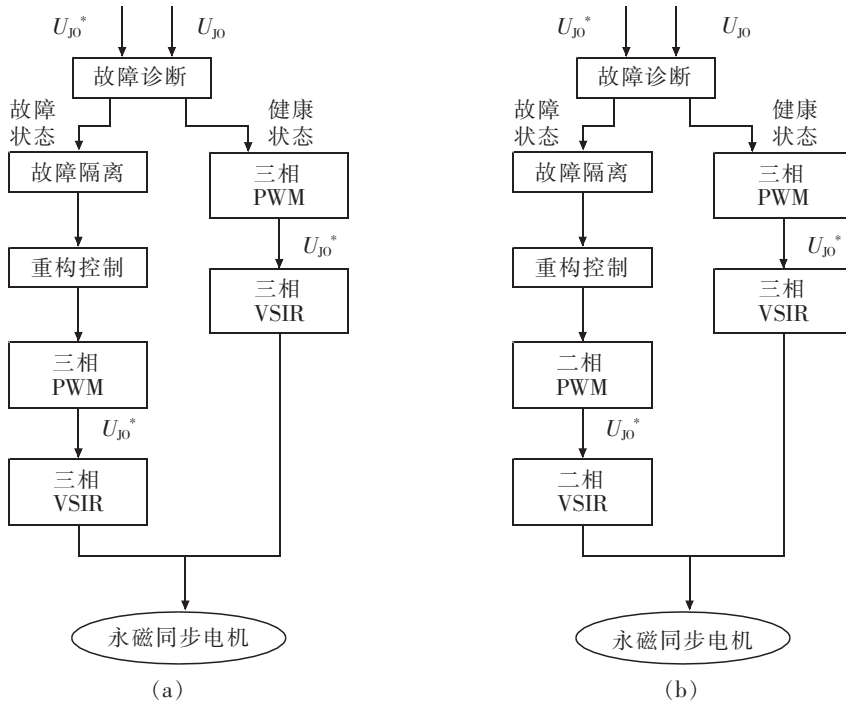 U_JO* U_JO
故障诊断
故障
状态
健康
状态
故障隔离
三相
PWM
U_JO*
重构控制
三相
VSIR
三相
PWM
U_JO*
三相
VSIR
永磁同步电机
(a)
U_JO* U_JO
故障诊断
故障
状态
健康
状态
故障隔离
三相
PWM
U_JO*
重构控制
三相
VSIR
二相
PWM
U_JO*
二相
VSIR
永磁同步电机
(b)